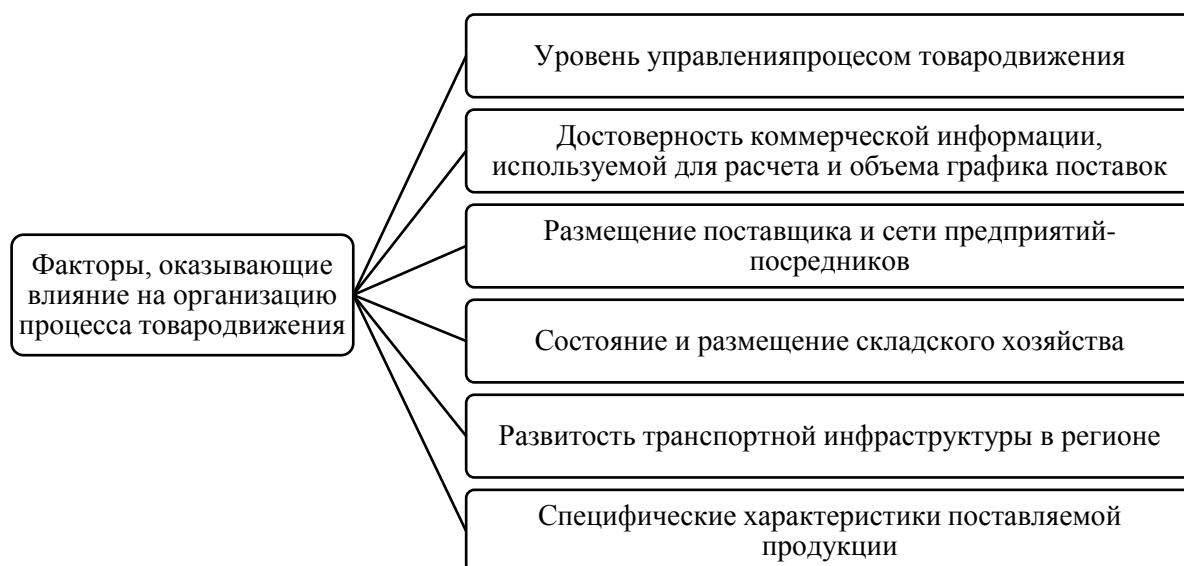 Факторы, оказывающие
влияние на организацию
процесса товародвижения
Уровень управленияпроцесом товародвижения
Достоверность коммерческой информации,
используемой для расчета и объема графика поставок
Размещение поставщика и сети предприятий-
посредников
Состояние и размещение складского хозяйства
Развитость транспортной инфраструктуры в регионе
Специфические характеристики поставляемой
продукции